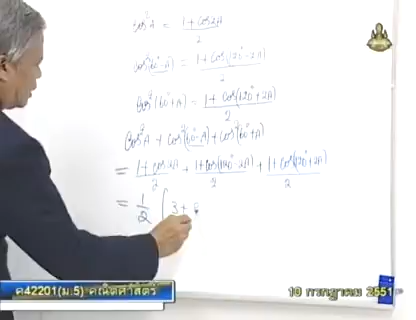 cos²A = 1+cos2A / 2
cos²(60°-A) = 1+cos(120°-2A) / 2
cos²(60°+A) = 1+cos(120°+2A) / 2
cos²A + cos²(60°-A) + cos²(60°+A)
= 1+cos2A / 2 + 1+cos(120°-2A) / 2 + 1+cos(120°+2A) / 2
= 1/2 [ 3+
ค42201(ม.5) คณิตศาสตร์
10 กรกฎาคม 2551